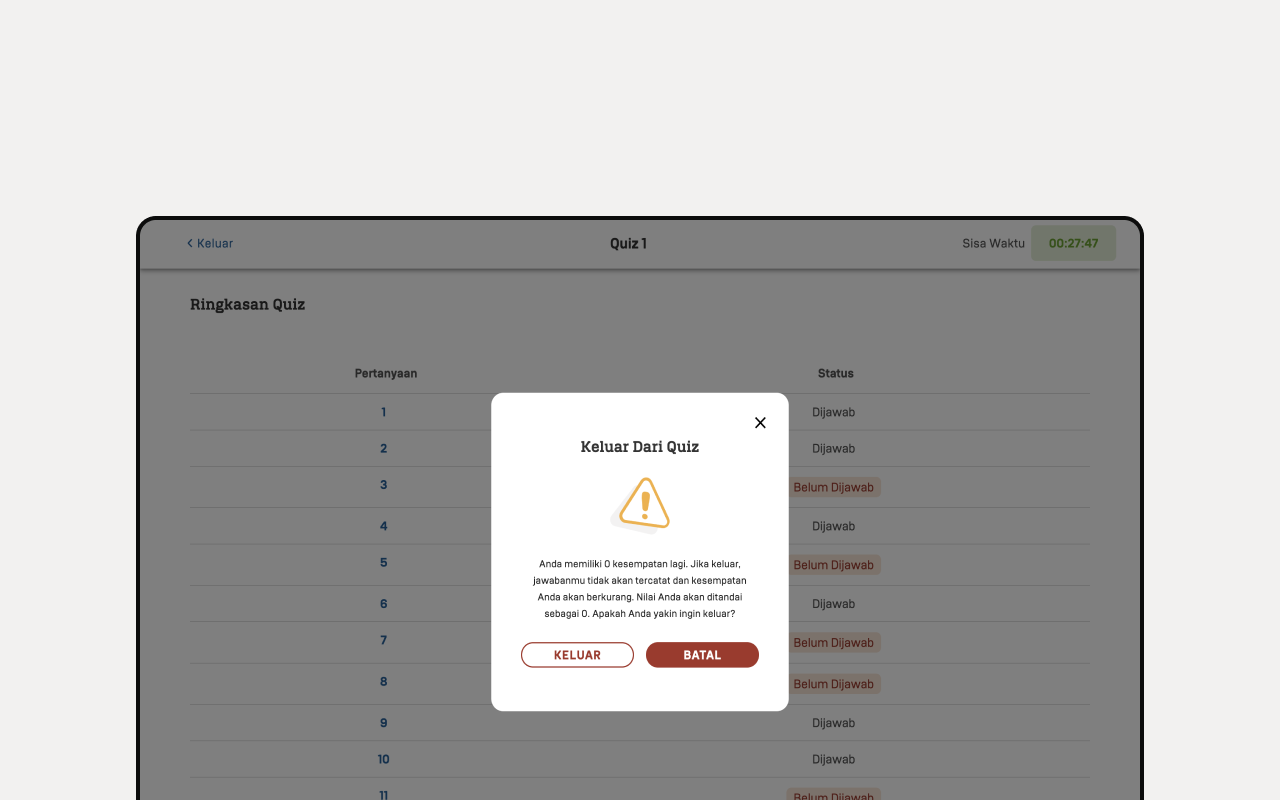 Keluar
Quiz 1
Sisa Waktu
00:27:47
Ringkasan Quiz
Pertanyaan Status
1 Dijawab
2 Dijawab
3 Belum Dijawab
4 Dijawab
5 Belum Dijawab
6 Dijawab
7 Belum Dijawab
8 Belum Dijawab
9 Dijawab
10 Dijawab
11 Belum Dijawab
Keluar Dari Quiz
Anda memiliki 0 kesempatan lagi. Jika keluar,
jawabanmu tidak akan tercatat dan kesempatan
Anda akan berkurang. Nilai Anda akan ditandai
sebagai 0. Apakah Anda yakin ingin keluar?
KELUAR
BATAL